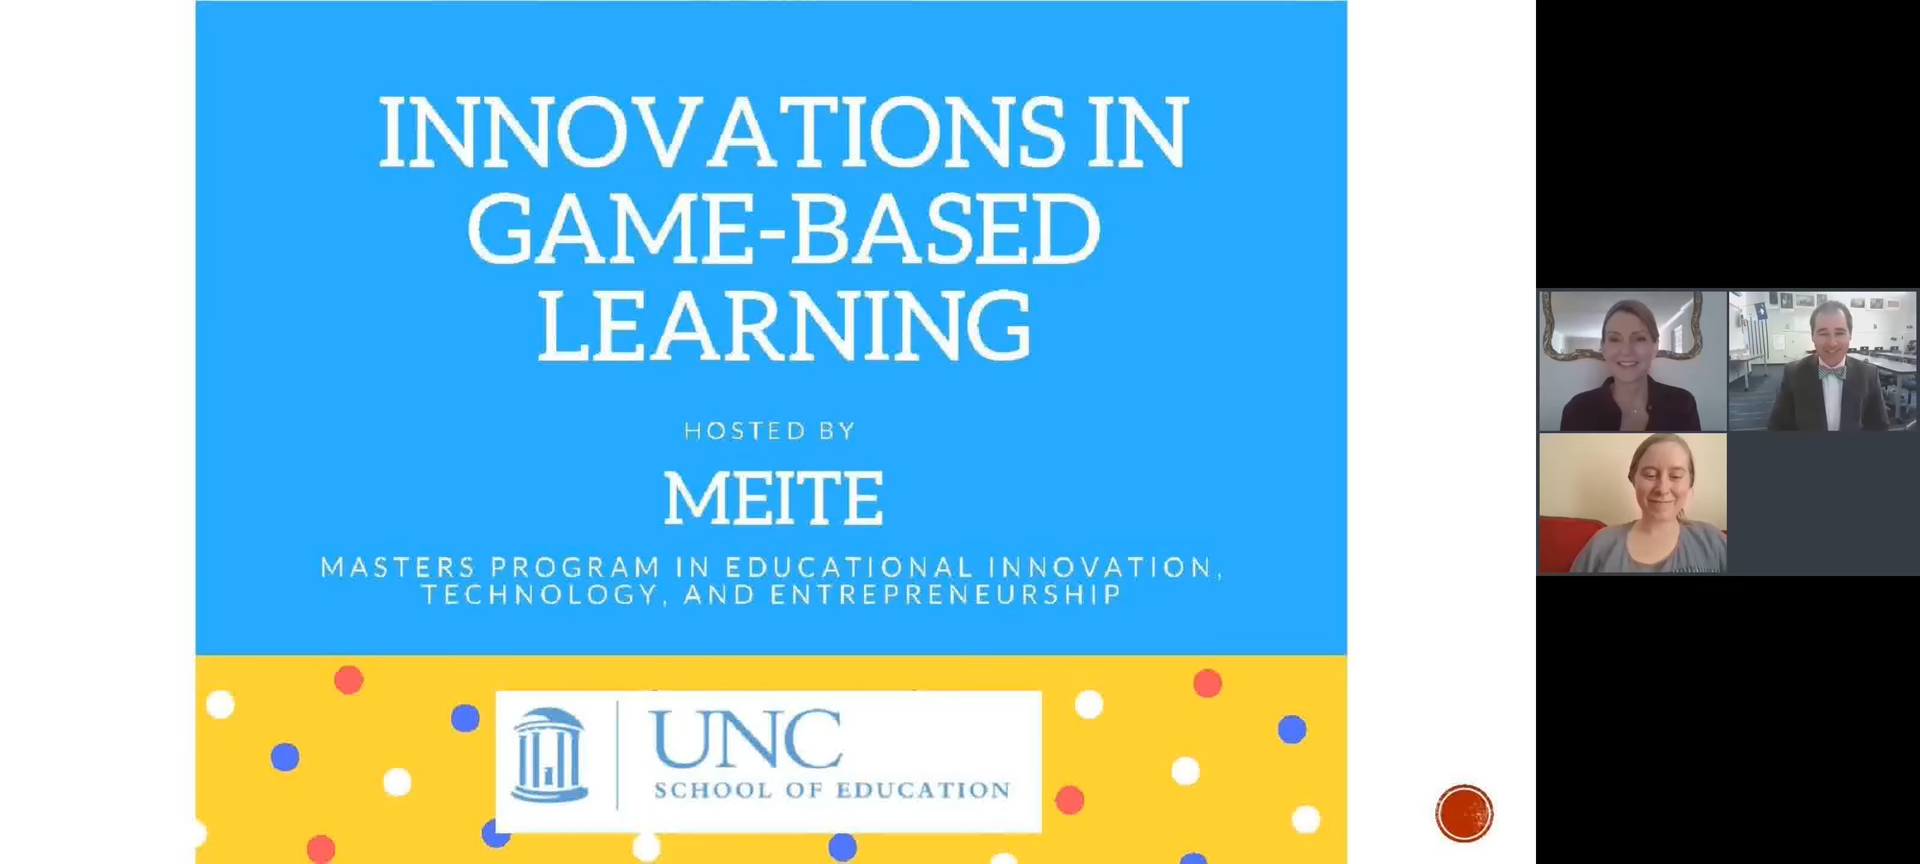 INNOVATIONS IN
GAME-BASED
LEARNING
HOSTED BY
MEITE
MASTERS PROGRAM IN EDUCATIONAL INNOVATION,
TECHNOLOGY, AND ENTREPRENEURSHIP
UNC
SCHOOL OF EDUCATION